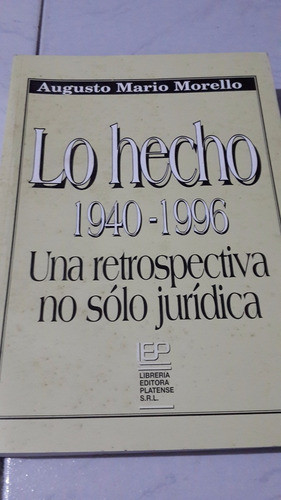 Augusto Mario Morello
Lo hecho
1940-1996
Una retrospectiva
no sólo jurídica
LEP
LIBRERIA
EDITORA
PLATENSE
S.R.L.